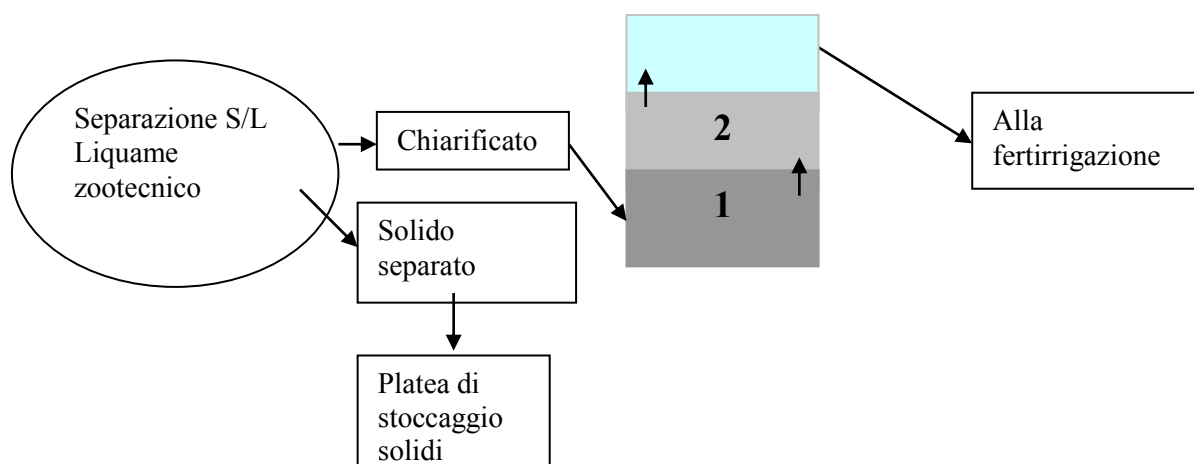 Separazione S/L
Liquame
zootecnico
Chiarificato
Solido
separato
Platea di
stoccaggio
solidi
2
1
Alla
fertirrigazione